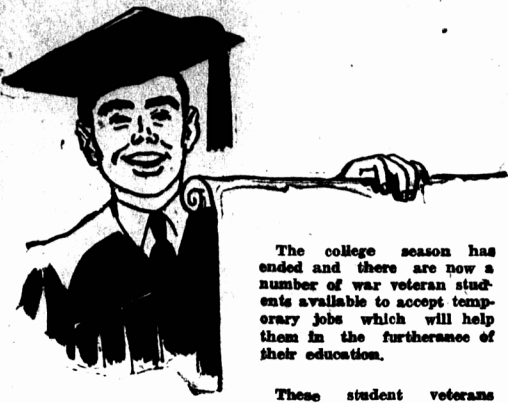 The college season has
ended and there are now a
number of war veteran stud-
ents available to accept temp-
orary jobs which will help
them in the furtherance of
their education.
These student veterans